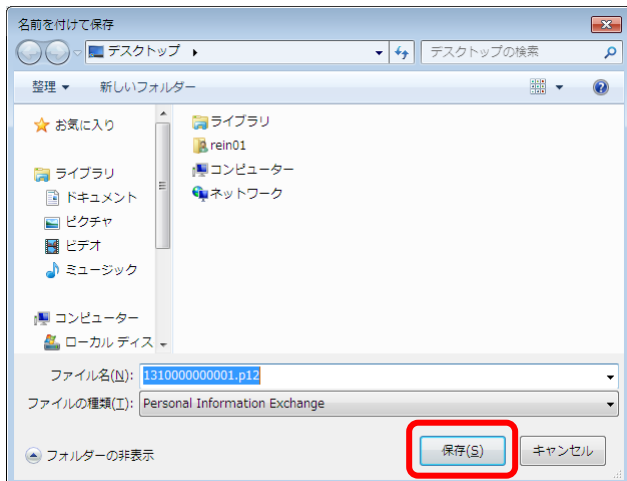 名前を付けて保存
デスクトップ
デスクトップの検索
整理 新しいフォルダー
お気に入り
ライブラリ
ドキュメント
ピクチャ
ビデオ
ミュージック
コンピューター
ローカル ディス
ライブラリ
rein01
コンピューター
ネットワーク
ファイル名(N): 1310000000001.p12
ファイルの種類(T): Personal Information Exchange
フォルダーの非表示
保存(S) キャンセル